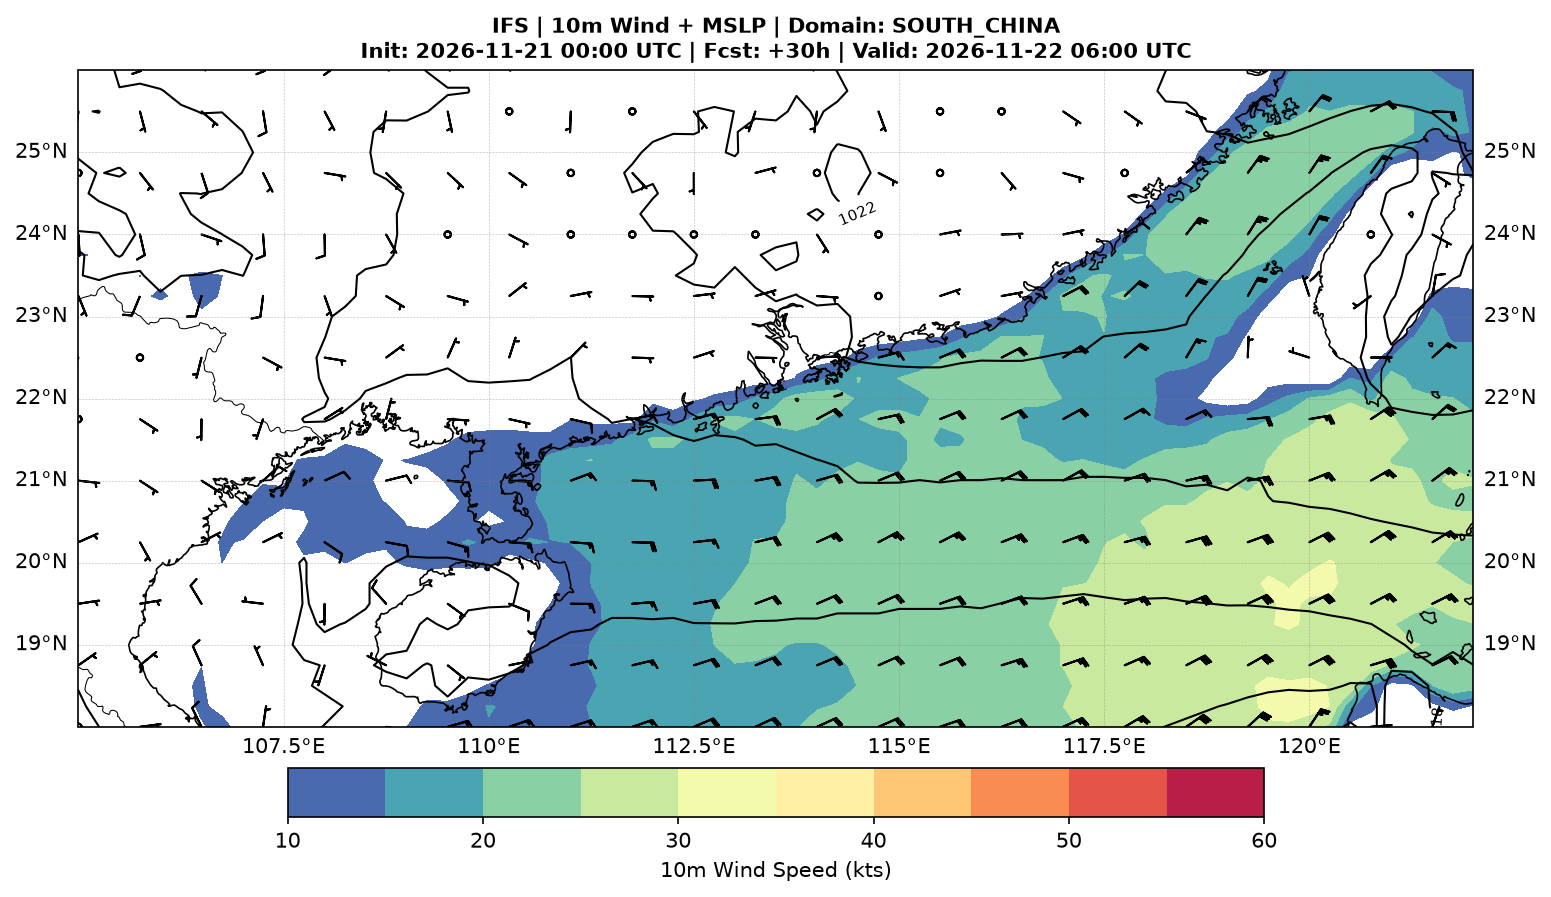 IFS | 10m Wind + MSLP | Domain: SOUTH_CHINA
Init: 2026-11-21 00:00 UTC | Fcst: +30h | Valid: 2026-11-22 06:00 UTC
25°N 25°N
1022
24°N 24°N
23°N 23°N
22°N 22°N
21°N 21°N
20°N 20°N
19°N 19°N
107.5°E 110°E 112.5°E 115°E 117.5°E 120°E
10 20 30 40 50 60
10m Wind Speed (kts)